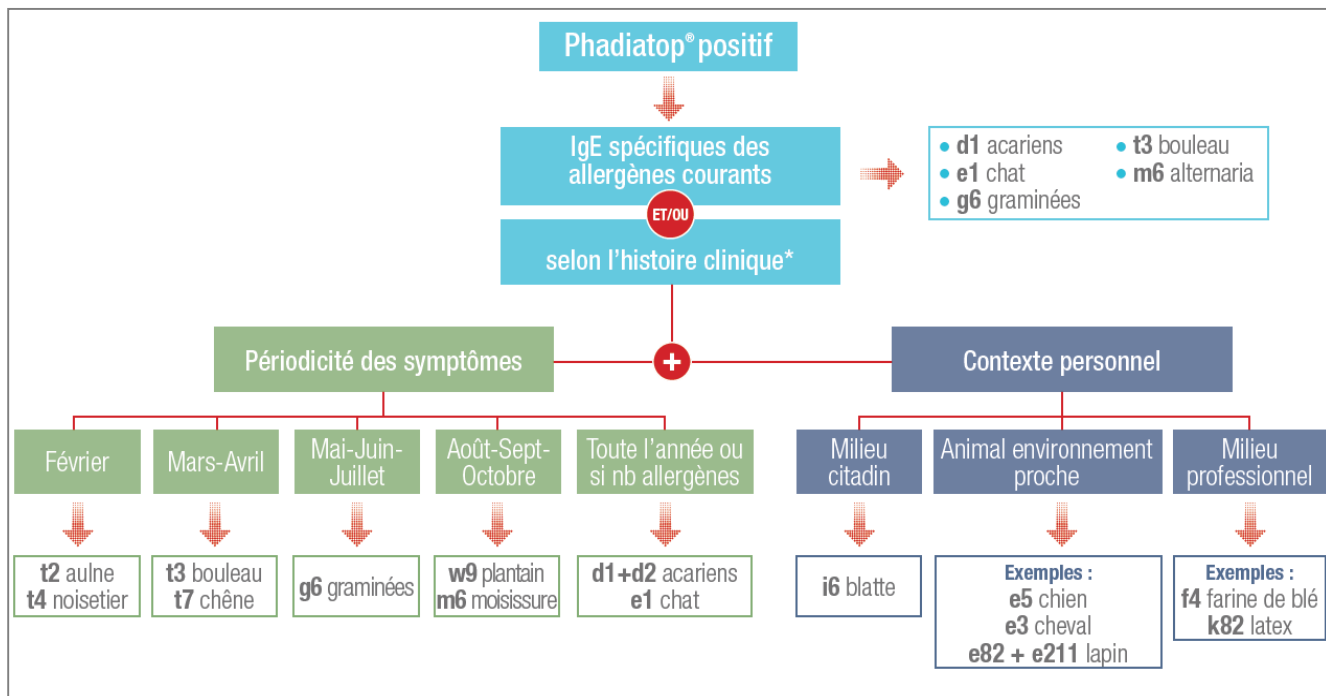 Phadiatop® positif
IgE spécifiques des
allergènes courants
• d1 acariens
• e1 chat
• g6 graminées
• t3 bouleau
• m6 alternaria
ET/OU
selon l'histoire clinique*
+
Périodicité des symptômes
Contexte personnel
Février
Mars-Avril
Mai-Juin-
Juillet
Août-Sept-
Octobre
Toute l'année ou
si nb allergènes
Milieu
citadin
Animal environnement
proche
Milieu
professionnel
t2 aulne
t4 noisetier
t3 bouleau
t7 chêne
g6 graminées
w9 plantain
m6 moisissure
d1+d2 acariens
e1 chat
i6 blatte
Exemples :
e5 chien
e3 cheval
e82 + e211 lapin
Exemples :
f4 farine de blé
k82 latex